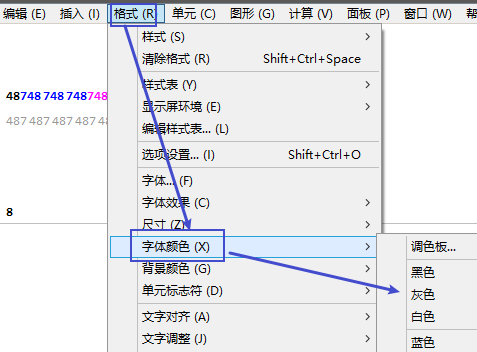 编辑 (E) 插入 (I) 格式 (R) 单元 (C) 图形 (G) 计算 (V) 面板 (P) 窗口 (W) 帮助
样式 (S)
清除格式 (R) Shift+Ctrl+Space
样式表 (Y)
48748 748 748748
显示屏环境 (E)
487 487 487 487 48
编辑样式表... (L)
选项设置... (I) Shift+Ctrl+O
字体... (F)
字体效果 (C)
8
尺寸 (Z)
字体颜色 (X)
调色板...
背景颜色 (G)
黑色
单元标志符 (D)
灰色
文字对齐 (A)
白色
文字调整 (J)
蓝色